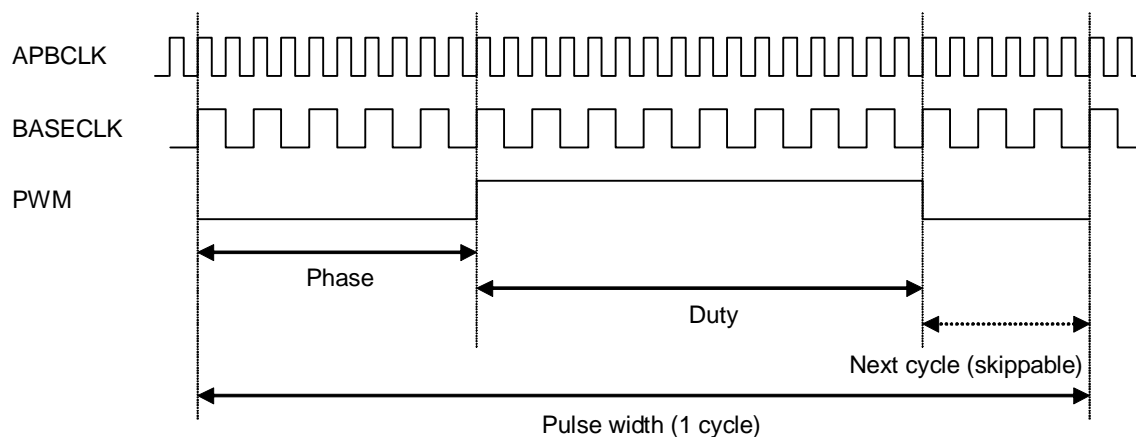 APBCLK
BASECLK
PWM
Phase
Duty
Next cycle (skippable)
Pulse width (1 cycle)